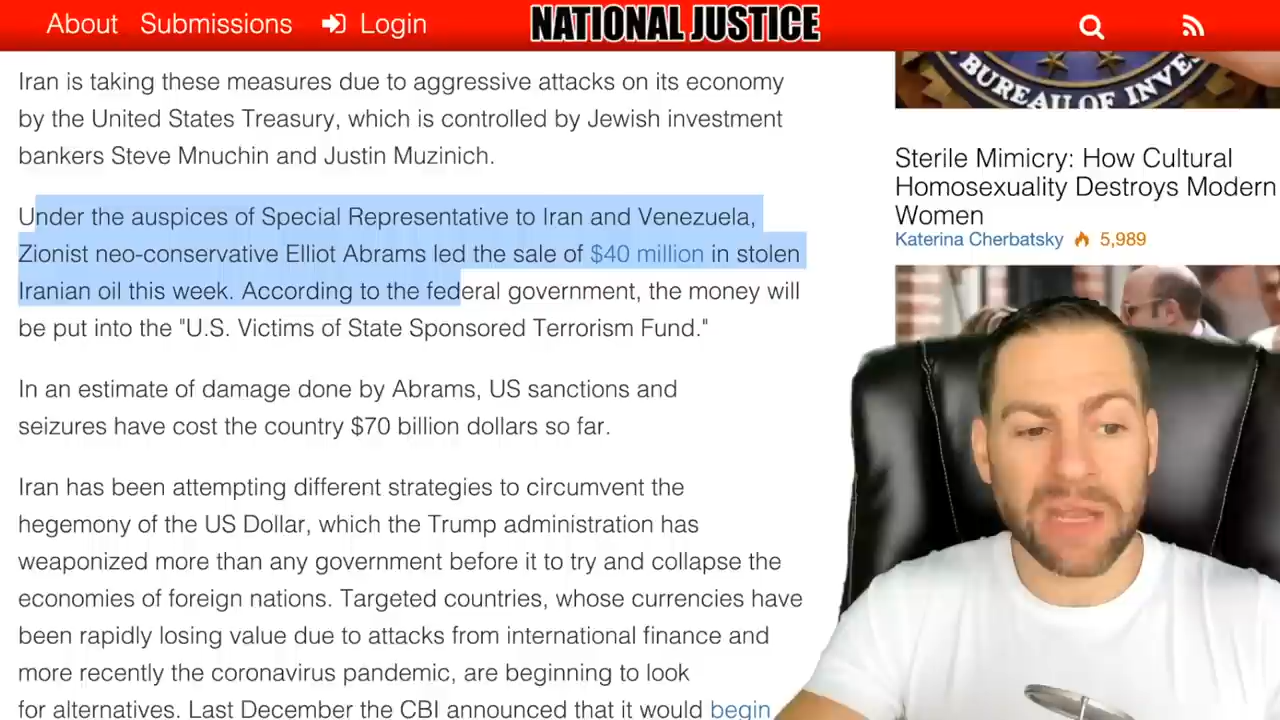 About Submissions Login
NATIONAL JUSTICE
Iran is taking these measures due to aggressive attacks on its economy
by the United States Treasury, which is controlled by Jewish investment
bankers Steve Mnuchin and Justin Muzinich.
Under the auspices of Special Representative to Iran and Venezuela,
Zionist neo-conservative Elliot Abrams led the sale of $40 million in stolen
Iranian oil this week. According to the federal government, the money will
be put into the "U.S. Victims of State Sponsored Terrorism Fund."
In an estimate of damage done by Abrams, US sanctions and
seizures have cost the country $70 billion dollars so far.
Iran has been attempting different strategies to circumvent the
hegemony of the US Dollar, which the Trump administration has
weaponized more than any government before it to try and collapse the
economies of foreign nations. Targeted countries, whose currencies have
been rapidly losing value due to attacks from international finance and
more recently the coronavirus pandemic, are beginning to look
for alternatives. Last December the CBI announced that it would begin
BUREAU OF INVES
Sterile Mimicry: How Cultural
Homosexuality Destroys Modern
Women
Katerina Cherbatsky 5,989